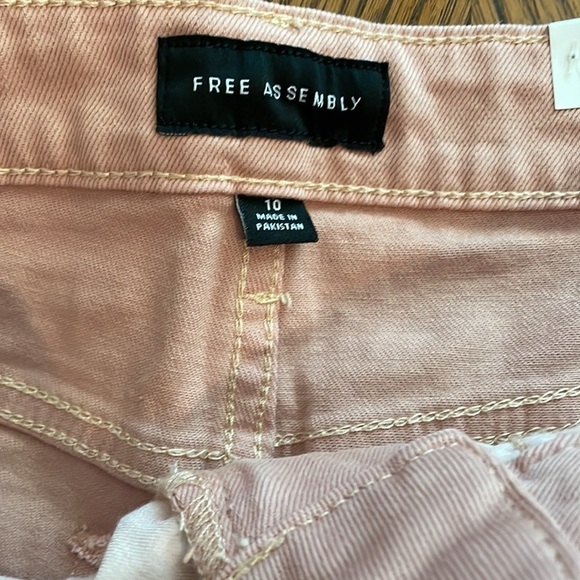 FREE ASSEMBLY
10
MADE IN
PAKISTAN